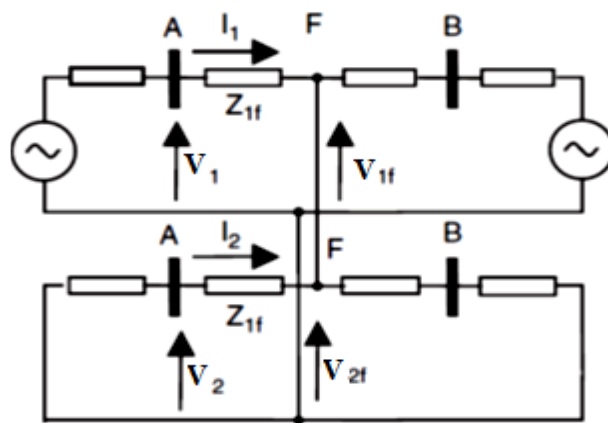 A I₁ F B
Z₁f
V₁ V₁f
A I₂ F B
Z₁f
V₂ V₂f